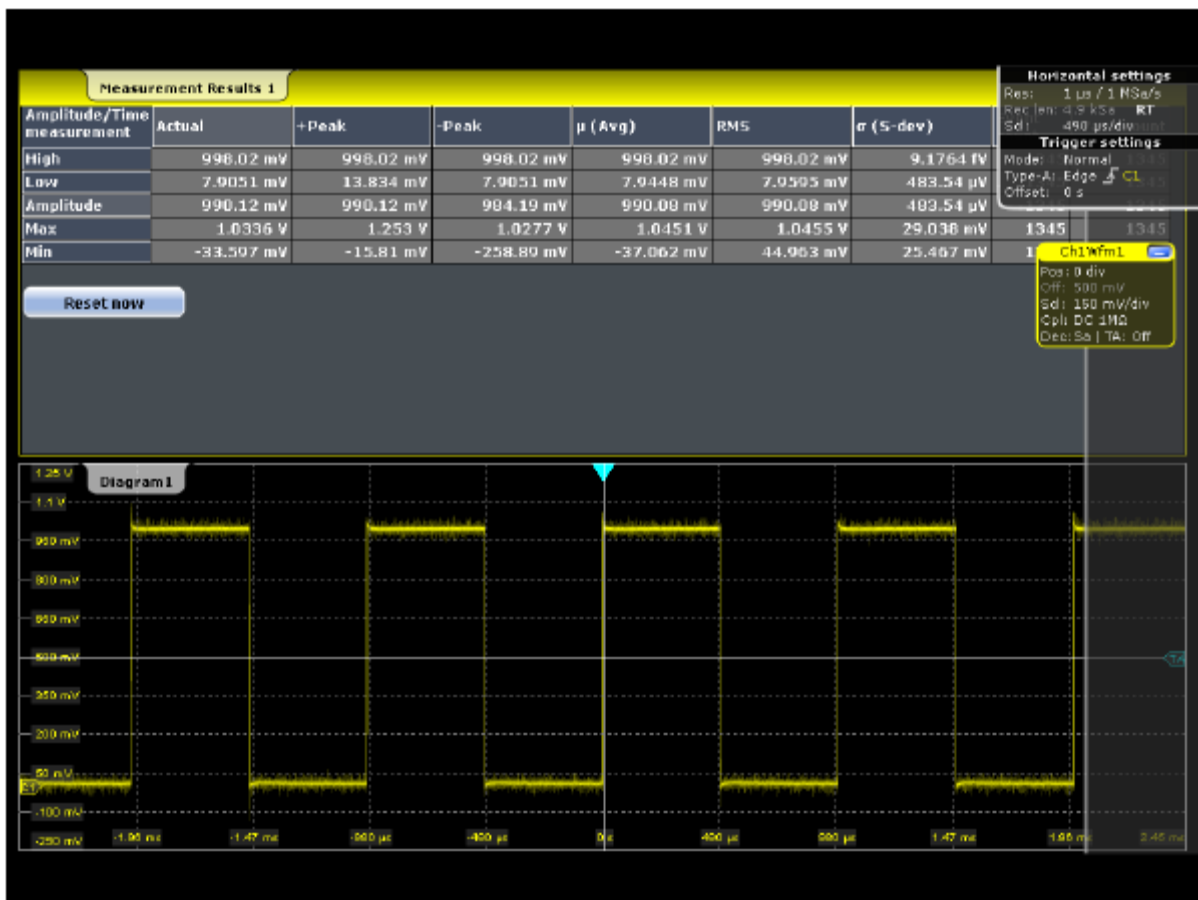 Measurement Results 1
Amplitude/Time measurement Actual +Peak -Peak µ (Avg) RMS σ (S-dev)
High 998.02 mV 998.02 mV 998.02 mV 998.02 mV 998.02 mV 9.1764 fV
Low 7.9051 mV 13.834 mV 7.9051 mV 7.9448 mV 7.9595 mV 483.54 µV
Amplitude 990.12 mV 990.12 mV 984.19 mV 990.08 mV 990.08 mV 483.54 µV
Max 1.0336 V 1.253 V 1.0277 V 1.0451 V 1.0455 V 29.038 mV 1345 1345
Min -33.597 mV -15.81 mV -258.89 mV -37.062 mV 44.963 mV 25.467 mV
Horizontal settings
Res: 1 µs / 1 MSa/s
Rec len: 4.9 kSa RT
Scl: 490 µs/div
Trigger settings
Mode: Normal
Type-A: Edge C1
Offset: 0 s
Ch1Wfm1
Pos: 0 div
Off: 500 mV
Scl: 150 mV/div
Cpl: DC 1MΩ
Dec: Sa | TA: Off
Reset now
Diagram1
1.25 V
1.1 V
950 mV
800 mV
650 mV
500 mV
TA
350 mV
200 mV
50 mV
-100 mV
-250 mV -1.96 ms -1.47 ms -980 µs -490 µs 0 s 490 µs 980 µs 1.47 ms 1.96 ms 2.45 ms